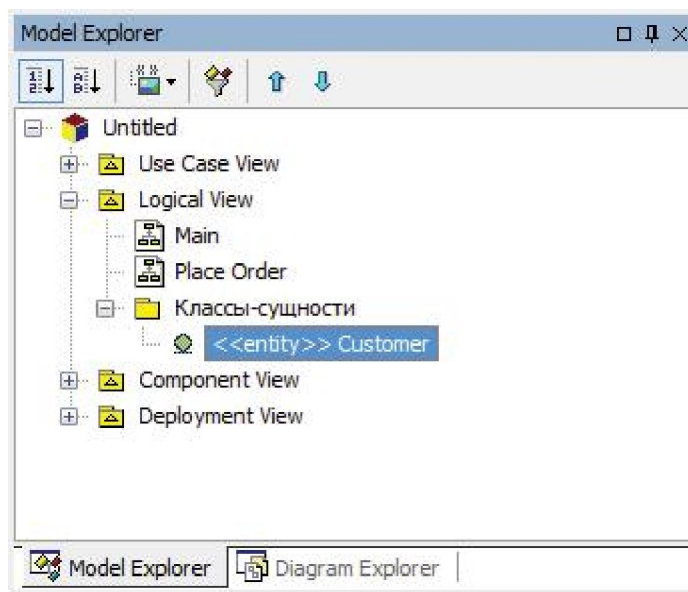 Model Explorer
Untitled
Use Case View
Logical View
Main
Place Order
Классы-сущности
<<entity>> Customer
Component View
Deployment View
Model Explorer
Diagram Explorer